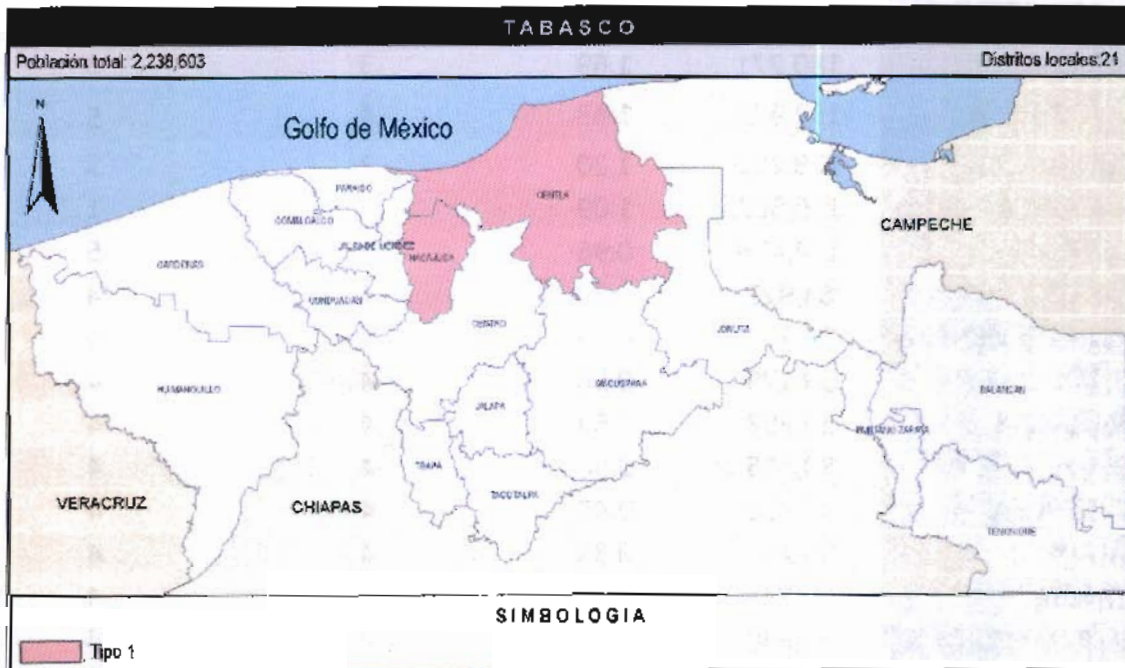 TABASCO
Población total: 2,238,603
Distritos locales:21
N
Golfo de México
PARAISO
CENTLA
COMALCALCO
CAMPECHE
JALPA DE MENDEZ
NACAJUCA
CARDENAS
CUNDUACAN
CENTRO
JONUTA
HUIMANGUILLO
MACUSPANA
BALANCAN
JALAPA
EMILIANO ZAPATA
TEAPA
VERACRUZ
CHIAPAS
TACOTALPA
TENOSIQUE
SIMBOLOGIA
Tipo 1